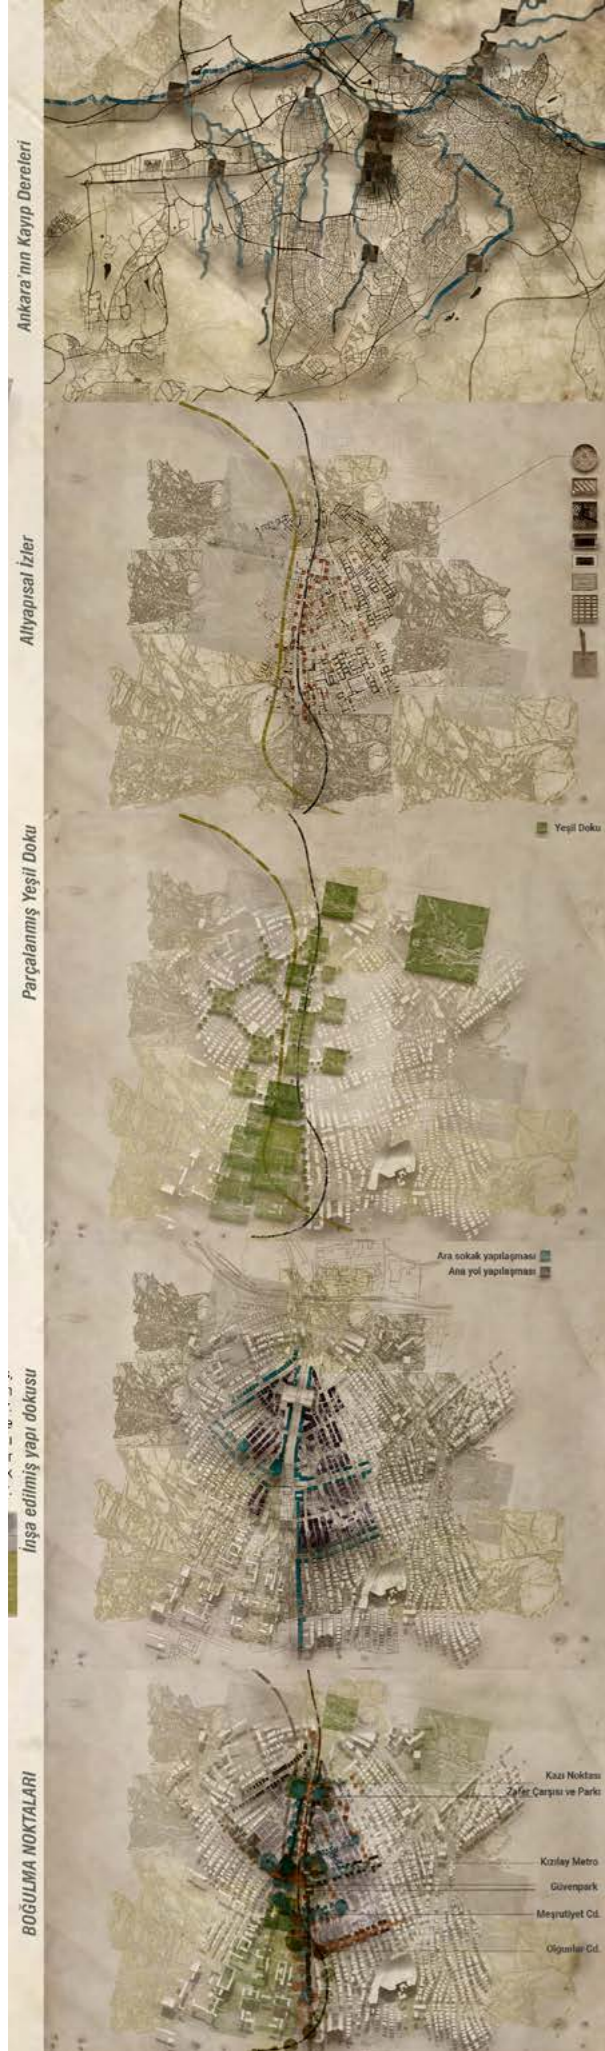 Ankara'nın Kayıp Dereleri
Altyapısal İzler
Parçalanmış Yeşil Doku
Yeşil Doku
İnşa edilmiş yapı dokusu
Ara sokak yapılaşması
Ana yol yapılaşması
BOĞULMA NOKTALARI
Kazı Noktası
Zafer Çarşısı ve Parkı
Kızılay Metro
Güvenpark
Meşrutiyet Cd.
Olgunlar Cd.